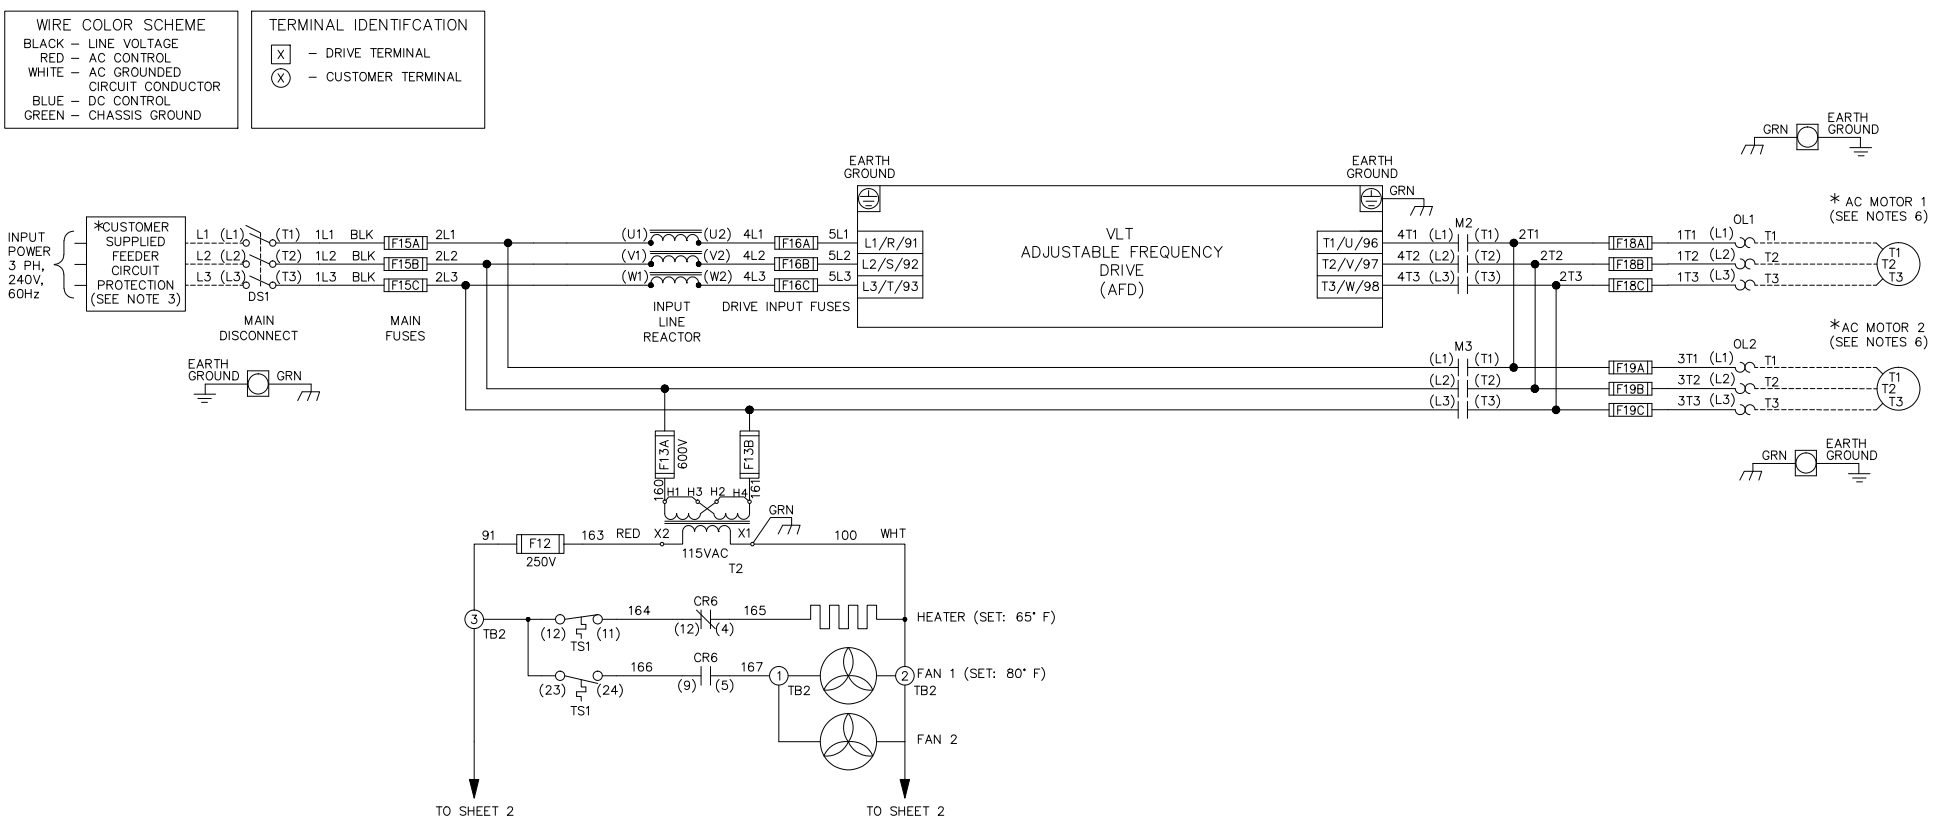 WIRE COLOR SCHEME
BLACK – LINE VOLTAGE
RED – AC CONTROL
WHITE – AC GROUNDED
CIRCUIT CONDUCTOR
BLUE – DC CONTROL
GREEN – CHASSIS GROUND
TERMINAL IDENTIFCATION
X – DRIVE TERMINAL
X – CUSTOMER TERMINAL
GRN
EARTH
GROUND
EARTH
GROUND
EARTH
GROUND
GRN
INPUT
POWER
3 PH,
240V,
60Hz
*CUSTOMER
SUPPLIED
FEEDER
CIRCUIT
PROTECTION
(SEE NOTE 3)
L1 (L1) (T1) 1L1 BLK F15A 2L1
L2 (L2) (T2) 1L2 BLK F15B 2L2
L3 (L3) (T3) 1L3 BLK F15C 2L3
DS1
MAIN
DISCONNECT
MAIN
FUSES
(U1) (U2) 4L1 F16A 5L1 L1/R/91
(V1) (V2) 4L2 F16B 5L2 L2/S/92
(W1) (W2) 4L3 F16C 5L3 L3/T/93
INPUT
LINE
REACTOR
DRIVE INPUT FUSES
VLT
ADJUSTABLE FREQUENCY
DRIVE
(AFD)
M2
T1/U/96 4T1 (L1) (T1) 2T1 F18A 1T1 (L1) T1
T2/V/97 4T2 (L2) (T2) 2T2 F18B 1T2 (L2) T2
T3/W/98 4T3 (L3) (T3) 2T3 F18C 1T3 (L3) T3
OL1
* AC MOTOR 1
(SEE NOTES 6)
T1
T2
T3
EARTH
GROUND
GRN
M3
(L1) (T1) F19A 3T1 (L1) T1
(L2) (T2) F19B 3T2 (L2) T2
(L3) (T3) F19C 3T3 (L3) T3
OL2
* AC MOTOR 2
(SEE NOTES 6)
T1
T2
T3
GRN
EARTH
GROUND
F13A
600V
F13B
160
161
H1 H3 H2 H4
GRN
91 F12 163 RED X2 X1 100 WHT
250V
115VAC
T2
3
TB2
(12) (11) 164 CR6 165
TS1
(12) (4)
HEATER (SET: 65° F)
(23) (24) 166 CR6 167 1
TS1
(9) (5)
TB2
2
FAN 1 (SET: 80° F)
TB2
FAN 2
TO SHEET 2
TO SHEET 2